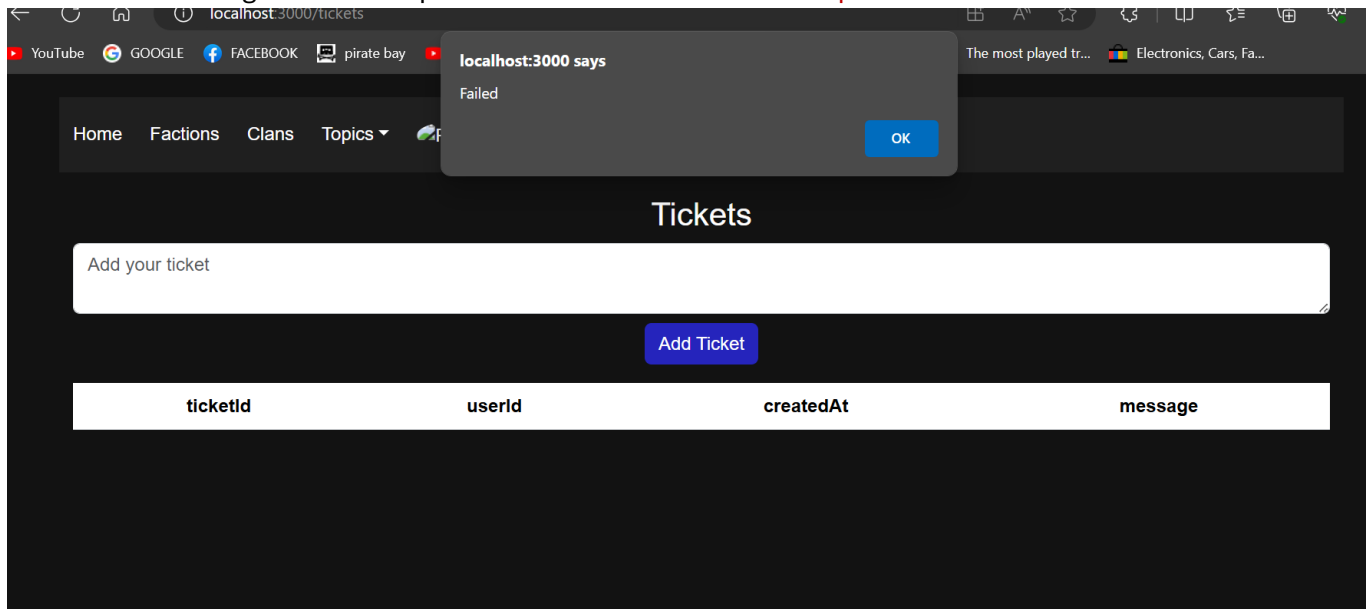 localhost:3000/tickets
YouTube GOOGLE FACEBOOK pirate bay The most played tr... Electronics, Cars, Fa...
localhost:3000 says
Failed
OK
Home Factions Clans Topics
Tickets
Add your ticket
Add Ticket
ticketId userId createdAt message